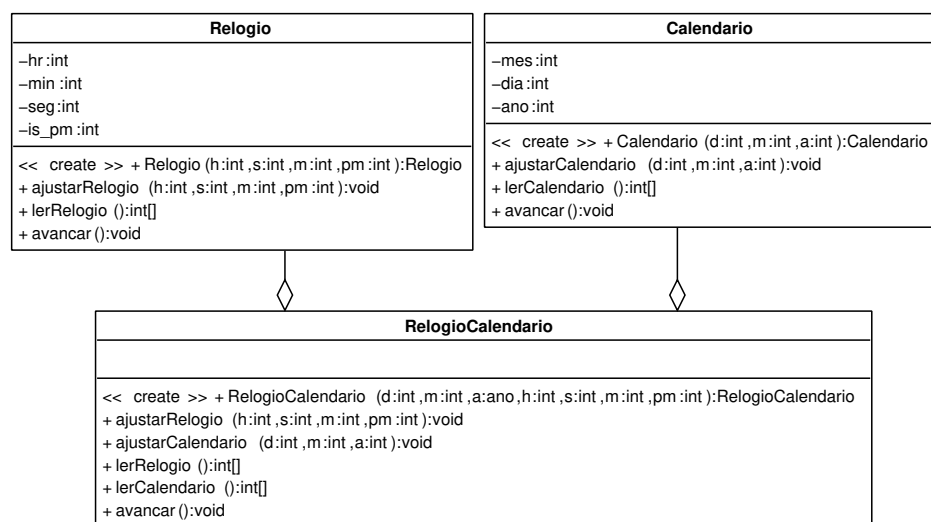 Relogio
−hr:int
−min :int
−seg:int
−is_pm :int
<< create >> + Relogio (h:int ,s:int ,m:int ,pm :int ):Relogio
+ ajustarRelogio (h:int ,s:int ,m:int ,pm :int ):void
+ lerRelogio ():int[]
+ avancar ():void
Calendario
−mes:int
−dia:int
−ano:int
<< create >> + Calendario (d:int ,m:int ,a:int ):Calendario
+ ajustarCalendario (d:int ,m:int ,a:int ):void
+ lerCalendario ():int[]
+ avancar ():void
RelogioCalendario
<< create >> + RelogioCalendario (d:int ,m:int ,a:ano ,h:int ,s:int ,m:int ,pm :int ):RelogioCalendario
+ ajustarRelogio (h:int ,s:int ,m:int ,pm :int ):void
+ ajustarCalendario (d:int ,m:int ,a:int ):void
+ lerRelogio ():int[]
+ lerCalendario ():int[]
+ avancar ():void